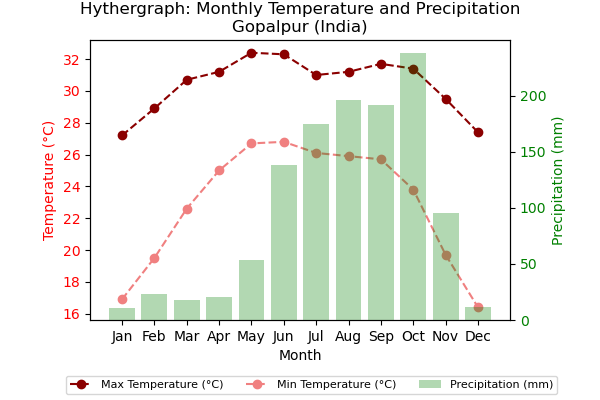 Hythergraph: Monthly Temperature and Precipitation
Gopalpur (India)
32
30
28
26
24
22
20
18
16
Temperature (°C)
200
150
100
50
0
Precipitation (mm)
Jan Feb Mar Apr May Jun Jul Aug Sep Oct Nov Dec
Month
Max Temperature (°C) Min Temperature (°C) Precipitation (mm)